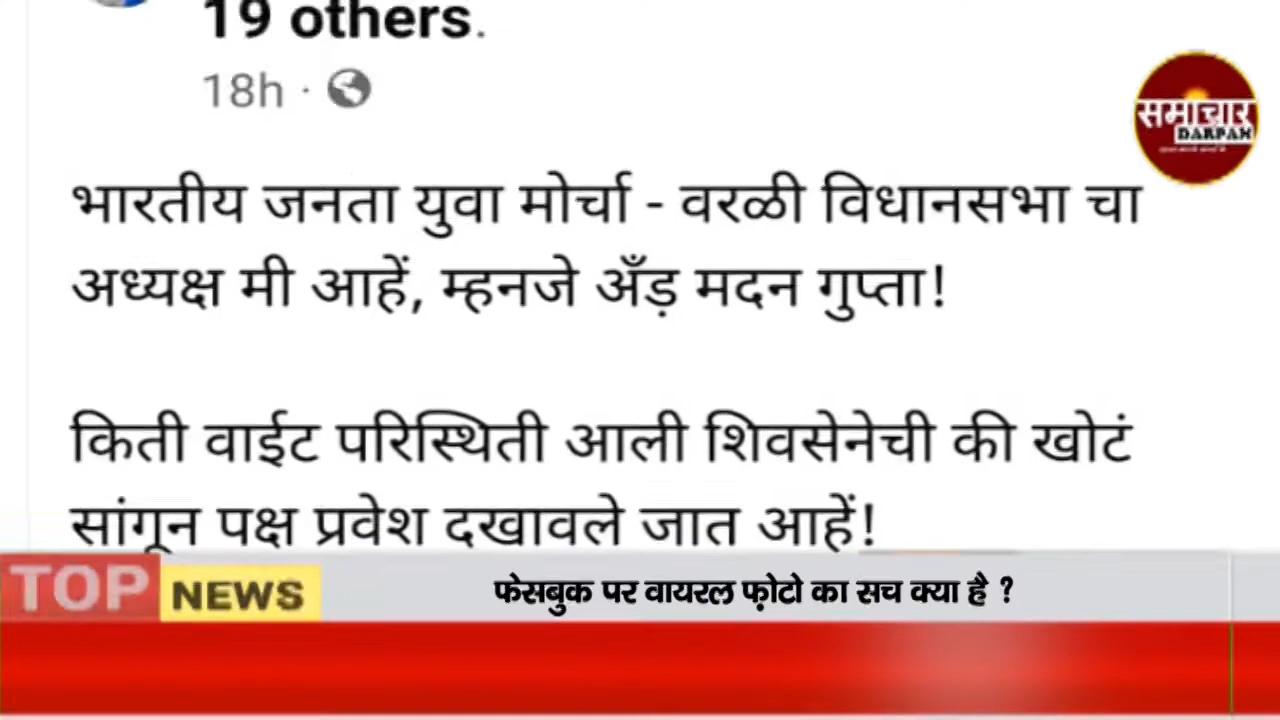 19 others.
18h ·
समाचार
DARPAN
भारतीय जनता युवा मोर्चा - वरळी विधानसभा चा
अध्यक्ष मी आहें, म्हनजे अँड़ मदन गुप्ता!
किती वाईट परिस्थिती आली शिवसेनेची की खोटं
सांगून पक्ष प्रवेश दखावले जात आहें!
TOP NEWS
फेसबुक पर वायरल फ़ोटो का सच क्या है ?